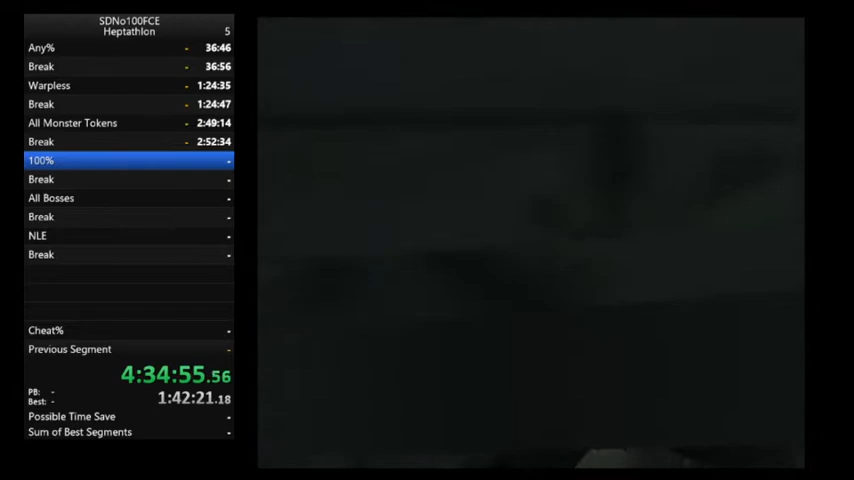 SDNo100FCE
Heptathlon 5
Any% - 36:46
Break - 36:56
Warpless - 1:24:35
Break - 1:24:47
All Monster Tokens - 2:49:14
Break - 2:52:34
100% -
Break -
All Bosses -
Break -
NLE -
Break -
Cheat% -
Previous Segment -
4:34:55.56
PB: -
Best: - 1:42:21.18
Possible Time Save -
Sum of Best Segments -